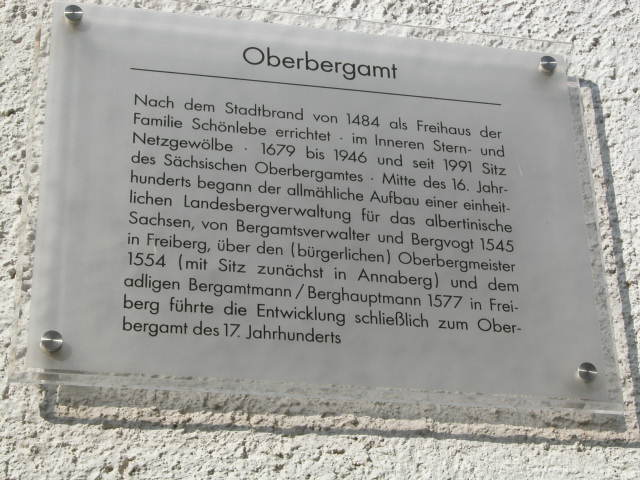 Oberbergamt
Nach dem Stadtbrand von 1484 als Freihaus der
Familie Schönlebe errichtet · im Inneren Stern- und
Netzgewölbe · 1679 bis 1946 und seit 1991 Sitz
des Sächsischen Oberbergamtes · Mitte des 16. Jahr-
hunderts begann der allmähliche Aufbau einer einheit-
lichen Landesbergverwaltung für das albertinische
Sachsen, von Bergamtsverwalter und Bergvogt 1545
in Freiberg, über den (bürgerlichen) Oberbergmeister
1554 (mit Sitz zunächst in Annaberg) und dem
adligen Bergamtmann/Berghauptmann 1577 in Frei-
berg führte die Entwicklung schließlich zum Ober-
bergamt des 17. Jahrhunderts